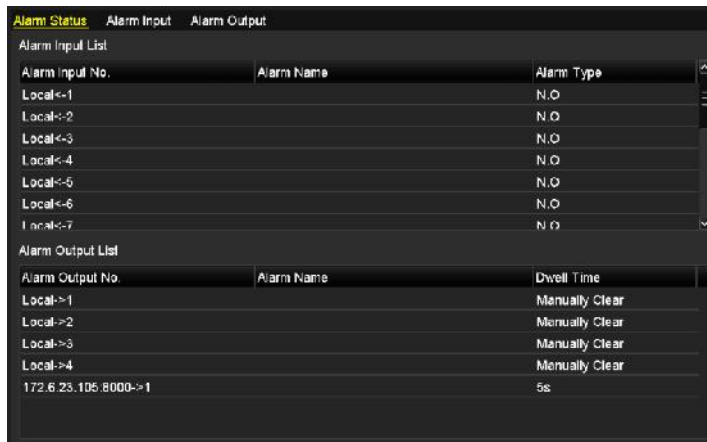 Alarm Status Alarm Input Alarm Output
Alarm Input List
Alarm Input No. Alarm Name Alarm Type
Local<-1 N.O
Local<-2 N.O
Local<-3 N.O
Local<-4 N.O
Local<-5 N.O
Local<-6 N.O
Local<-7 N.O
Alarm Output List
Alarm Output No. Alarm Name Dwell Time
Local->1 Manually Clear
Local->2 Manually Clear
Local->3 Manually Clear
Local->4 Manually Clear
172.6.23.105:8000->1 5s